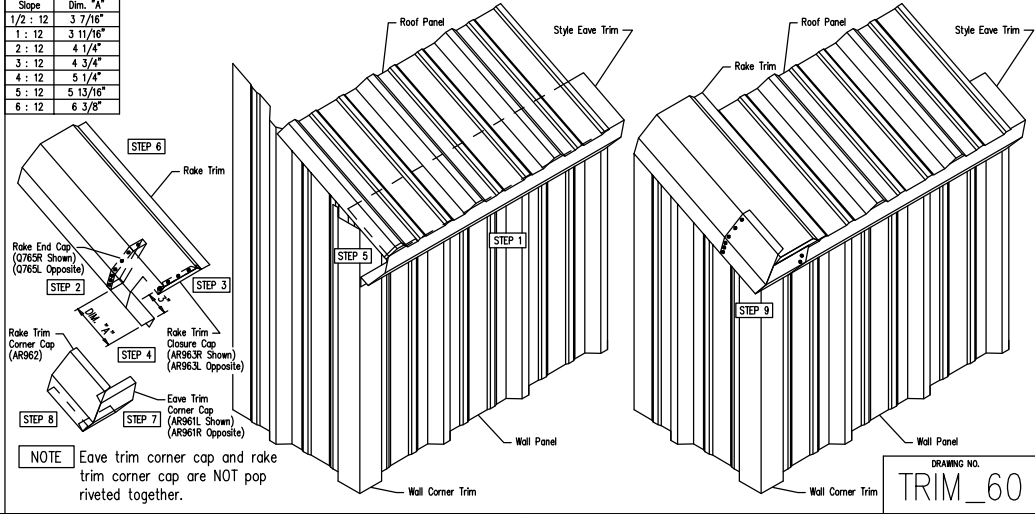 Slope Dim. "A"
1/2 : 12 3 7/16"
1 : 12 3 11/16"
2 : 12 4 1/4"
3 : 12 4 3/4"
4 : 12 5 1/4"
5 : 12 5 13/16"
6 : 12 6 3/8"
STEP 6
Rake Trim
Rake End Cap
(Q765R Shown)
(Q765L Opposite)
STEP 2
STEP 3
3"
DIM. "A"
Rake Trim
Corner Cap
(AR962)
STEP 4
Rake Trim
Closure Cap
(AR963R Shown)
(AR963L Opposite)
Eave Trim
Corner Cap
(AR961L Shown)
(AR961R Opposite)
STEP 8
STEP 7
NOTE
Eave trim corner cap and rake
trim corner cap are NOT pop
riveted together.
Roof Panel
Style Eave Trim
STEP 1
STEP 5
Wall Panel
Wall Corner Trim
Roof Panel
Style Eave Trim
Rake Trim
STEP 9
Wall Panel
Wall Corner Trim
DRAWING NO.
TRIM_60